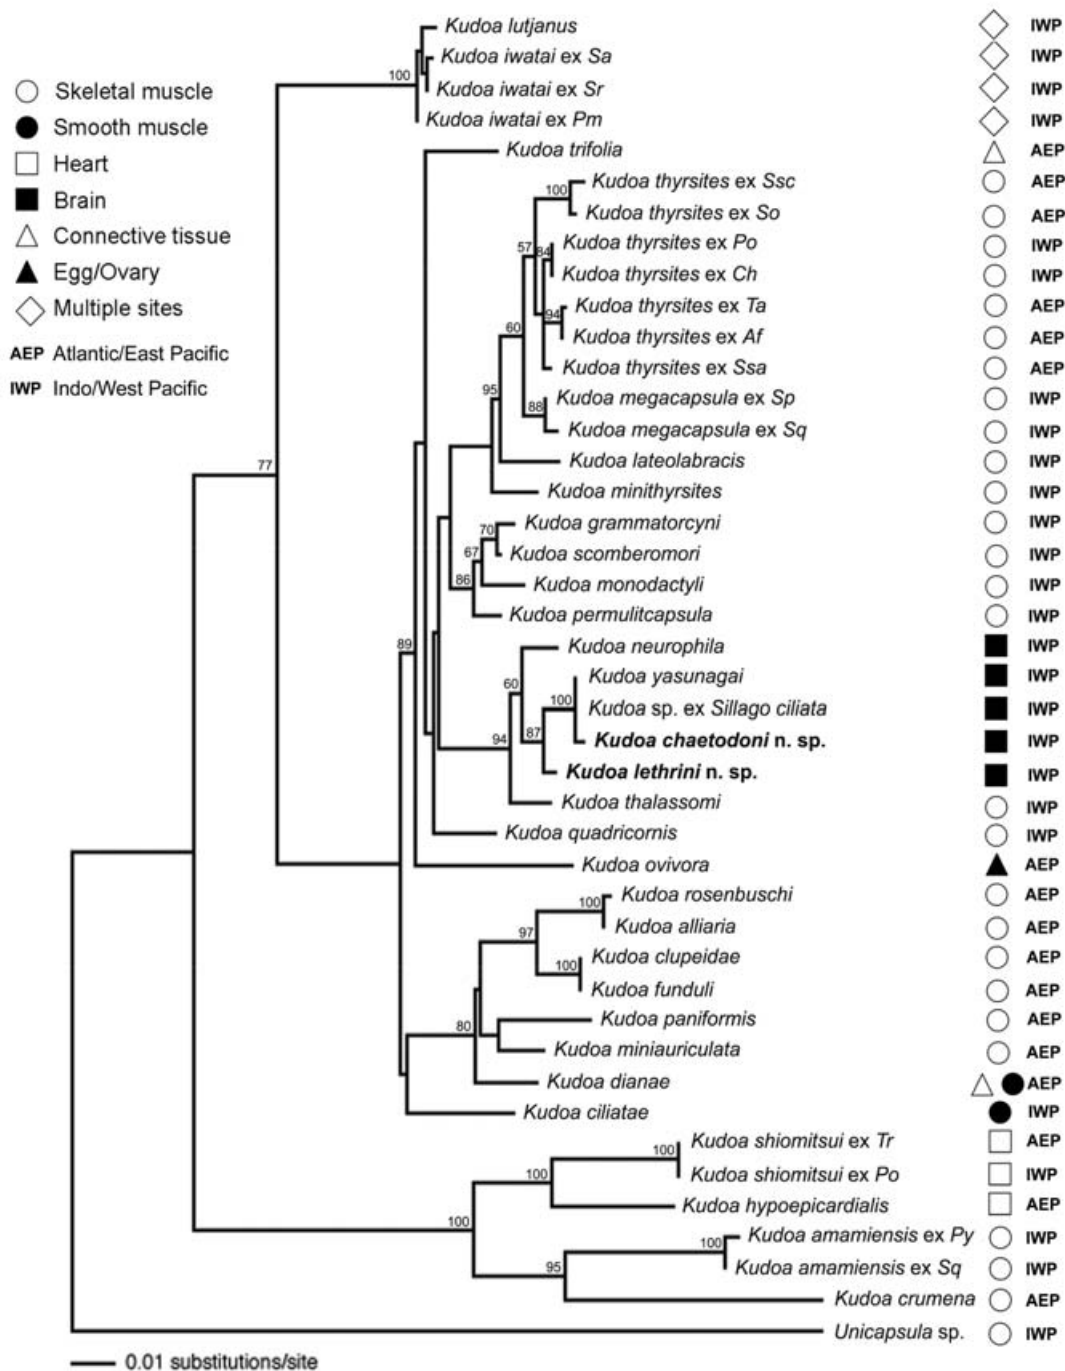 Kudoa lutjanus IWP
Kudoa iwatai ex Sa IWP
100
Kudoa iwatai ex Sr IWP
Kudoa iwatai ex Pm IWP
Skeletal muscle
Smooth muscle
Heart
Brain
Connective tissue
Egg/Ovary
Multiple sites
AEP Atlantic/East Pacific
IWP Indo/West Pacific
Kudoa trifolia AEP
Kudoa thyrsites ex Ssc AEP
100
Kudoa thyrsites ex So AEP
Kudoa thyrsites ex Po IWP
57 84
Kudoa thyrsites ex Ch IWP
Kudoa thyrsites ex Ta AEP
94
60
Kudoa thyrsites ex Af AEP
Kudoa thyrsites ex Ssa AEP
95
Kudoa megacapsula ex Sp IWP
88
Kudoa megacapsula ex Sq IWP
Kudoa lateolabracis IWP
77
Kudoa minithyrsites IWP
Kudoa grammatorcyni IWP
70
Kudoa scomberomori IWP
67
86
Kudoa monodactyli IWP
Kudoa permulitcapsula IWP
89
Kudoa neurophila IWP
Kudoa yasunagai IWP
60
100
Kudoa sp. ex Sillago ciliata IWP
94 87
Kudoa chaetodoni n. sp. IWP
Kudoa lethrini n. sp. IWP
Kudoa thalassomi IWP
Kudoa quadricornis IWP
Kudoa ovivora AEP
Kudoa rosenbuschi AEP
100
Kudoa alliaria AEP
97
Kudoa clupeidae AEP
100
Kudoa funduli AEP
Kudoa paniformis AEP
80
Kudoa miniauriculata AEP
Kudoa dianae AEP
Kudoa ciliatae IWP
Kudoa shiomitsui ex Tr AEP
100
Kudoa shiomitsui ex Po IWP
100
Kudoa hypoepicardialis AEP
100
Kudoa amamiensis ex Py IWP
100
Kudoa amamiensis ex Sq IWP
95
Kudoa crumena AEP
Unicapsula sp. IWP
0.01 substitutions/site